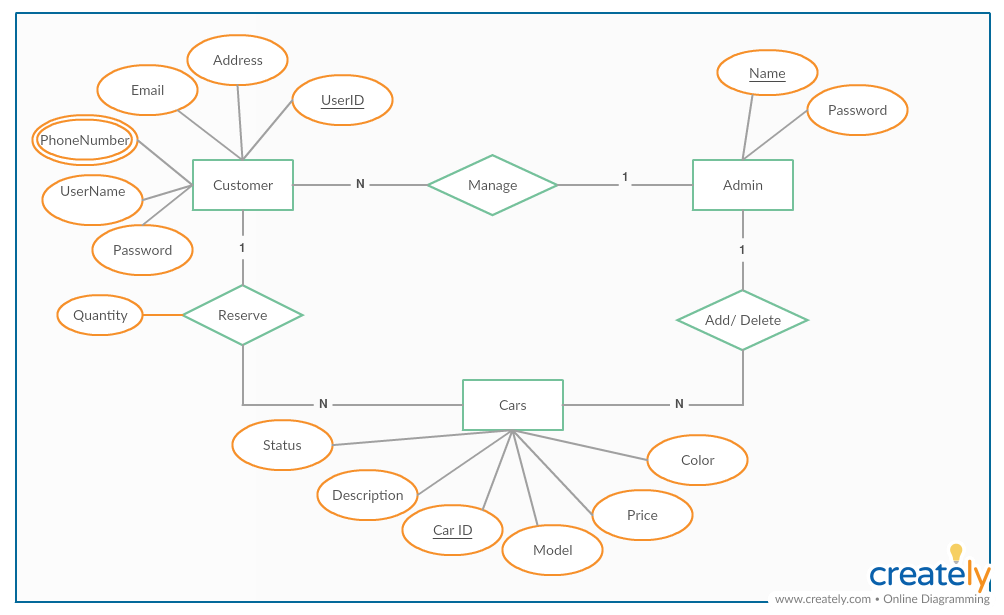 Address
Name
Email
UserID
Password
PhoneNumber
Customer
N
Manage
1
Admin
UserName
Password
1
1
Quantity
Reserve
Add/ Delete
N
Cars
N
Status
Color
Description
Price
Car ID
Model
creately
www.creately.com • Online Diagramming